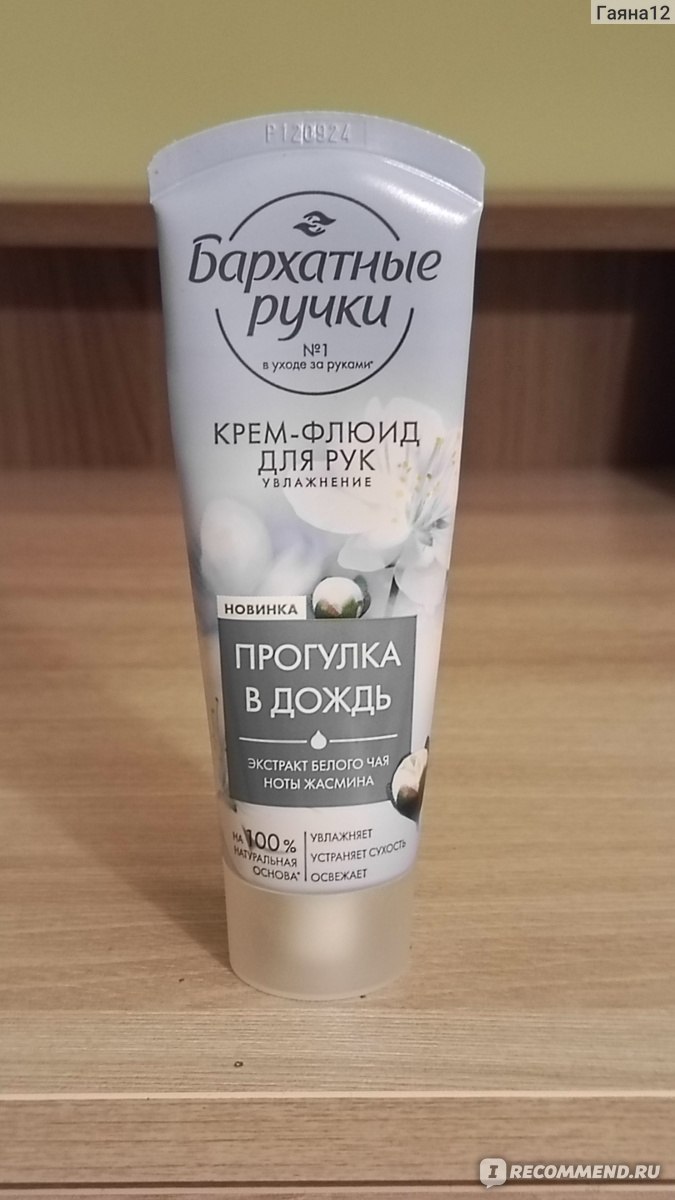 Гаяна12
P120924
Бархатные
ручки
№1
в уходе за руками*
КРЕМ-ФЛЮИД
ДЛЯ РУК
УВЛАЖНЕНИЕ
НОВИНКА
ПРОГУЛКА
В ДОЖДЬ
ЭКСТРАКТ БЕЛОГО ЧАЯ
НОТЫ ЖАСМИНА
НА 100%
НАТУРАЛЬНАЯ
ОСНОВА*
УВЛАЖНЯЕТ
УСТРАНЯЕТ СУХОСТЬ
ОСВЕЖАЕТ
IRECOMMEND.RU